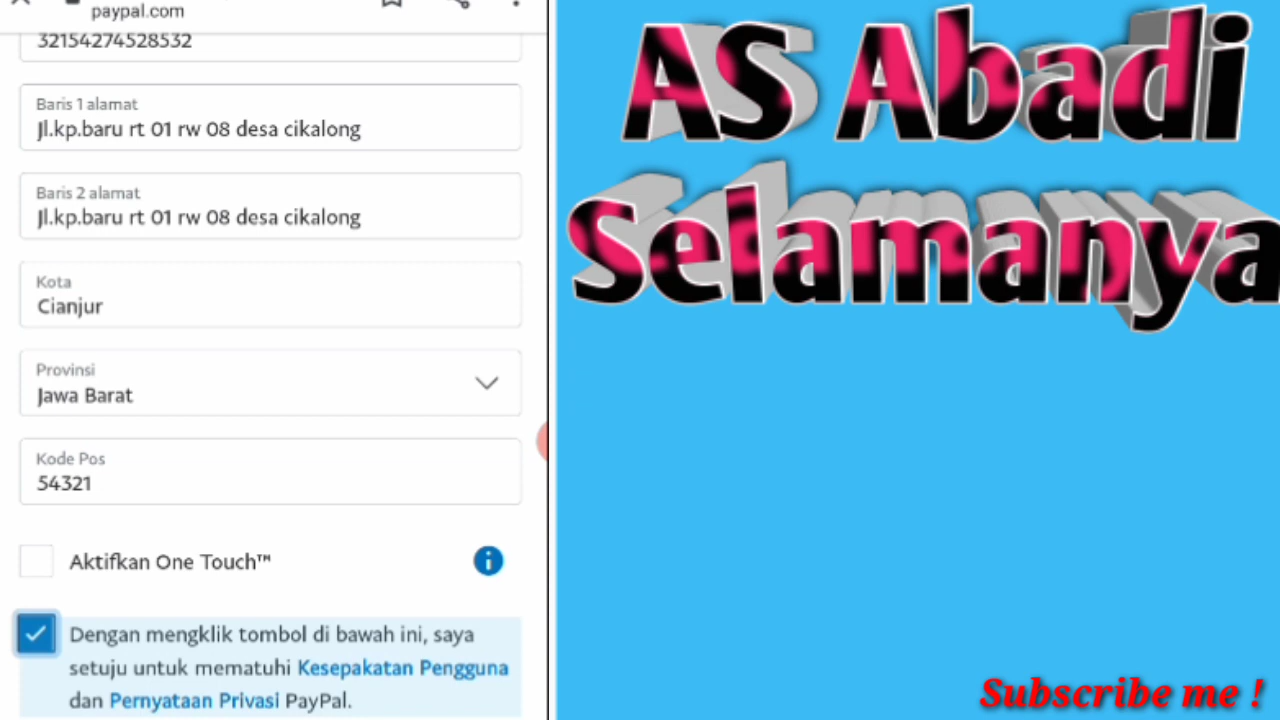 paypal.com
32154274528532
Baris 1 alamat
Jl.kp.baru rt 01 rw 08 desa cikalong
Baris 2 alamat
Jl.kp.baru rt 01 rw 08 desa cikalong
Kota
Cianjur
Provinsi
Jawa Barat
Kode Pos
54321
Aktifkan One Touch™
Dengan mengklik tombol di bawah ini, saya
setuju untuk mematuhi Kesepakatan Pengguna
dan Pernyataan Privasi PayPal.
AS Abadi
Selamanya
Subscribe me !